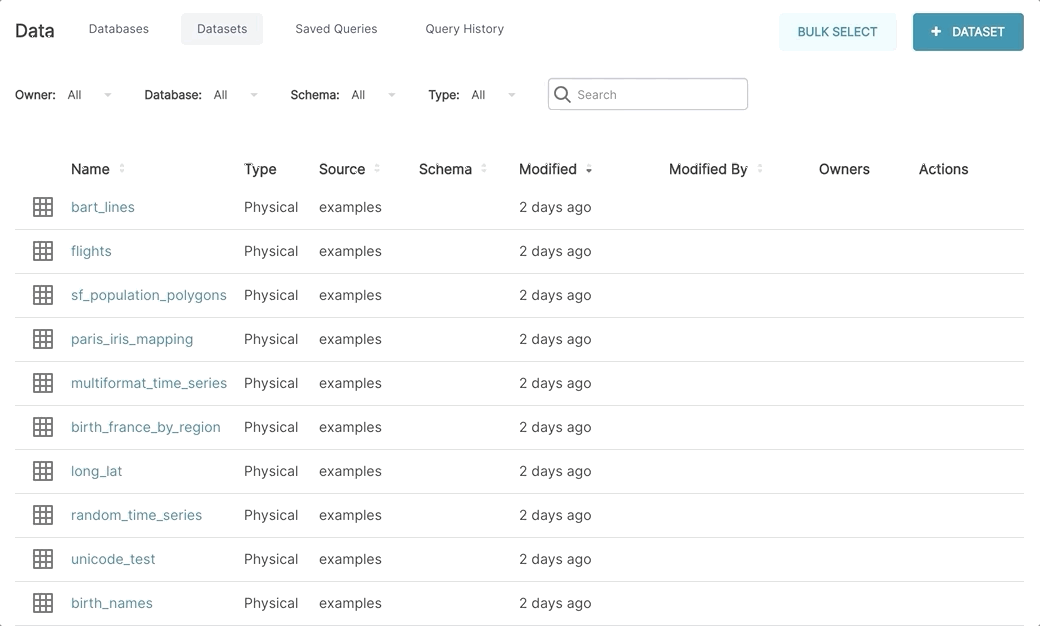 Data Databases Datasets Saved Queries Query History BULK SELECT + DATASET
Owner: All Database: All Schema: All Type: All Search
Name Type Source Schema Modified Modified By Owners Actions
bart_lines Physical examples 2 days ago
flights Physical examples 2 days ago
sf_population_polygons Physical examples 2 days ago
paris_iris_mapping Physical examples 2 days ago
multiformat_time_series Physical examples 2 days ago
birth_france_by_region Physical examples 2 days ago
long_lat Physical examples 2 days ago
random_time_series Physical examples 2 days ago
unicode_test Physical examples 2 days ago
birth_names Physical examples 2 days ago